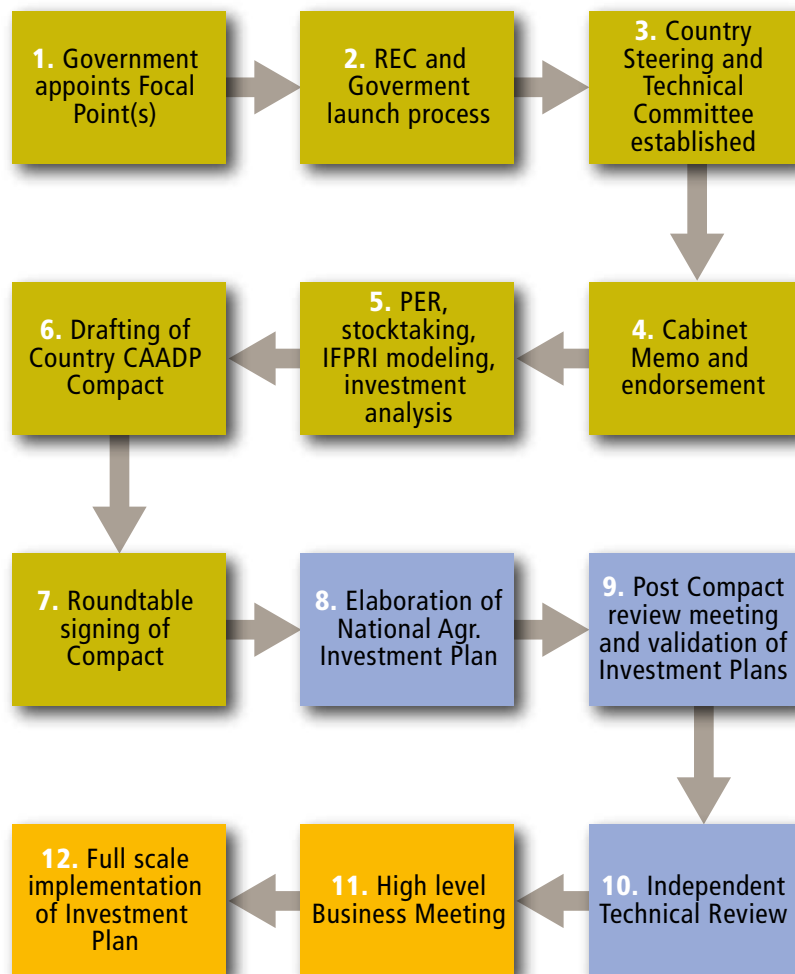 1. Government
appoints Focal
Point(s)
2. REC and
Goverment
launch process
3. Country
Steering and
Technical
Committee
established
4. Cabinet
Memo and
endorsement
5. PER,
stocktaking,
IFPRI modeling,
investment
analysis
6. Drafting of
Country CAADP
Compact
7. Roundtable
signing of
Compact
8. Elaboration of
National Agr.
Investment Plan
9. Post Compact
review meeting
and validation of
Investment Plans
10. Independent
Technical Review
11. High level
Business Meeting
12. Full scale
implementation
of Investment
Plan